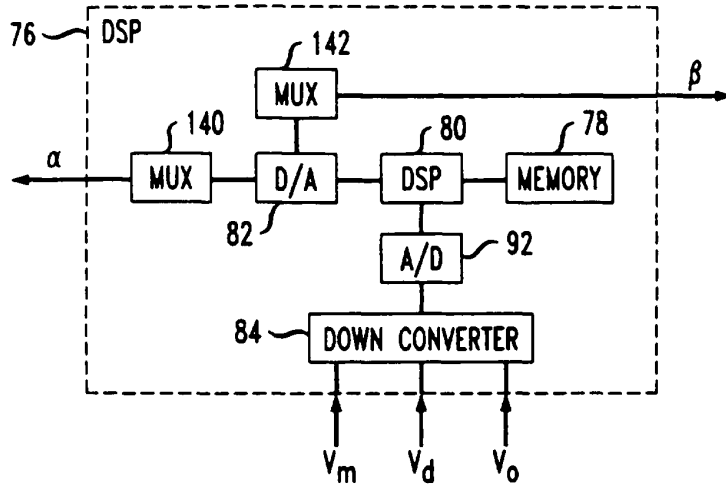 76 DSP
142
MUX
β
140
80
78
α
MUX
D/A
DSP
MEMORY
82
A/D
92
84
DOWN CONVERTER
Vm
Vd
Vo